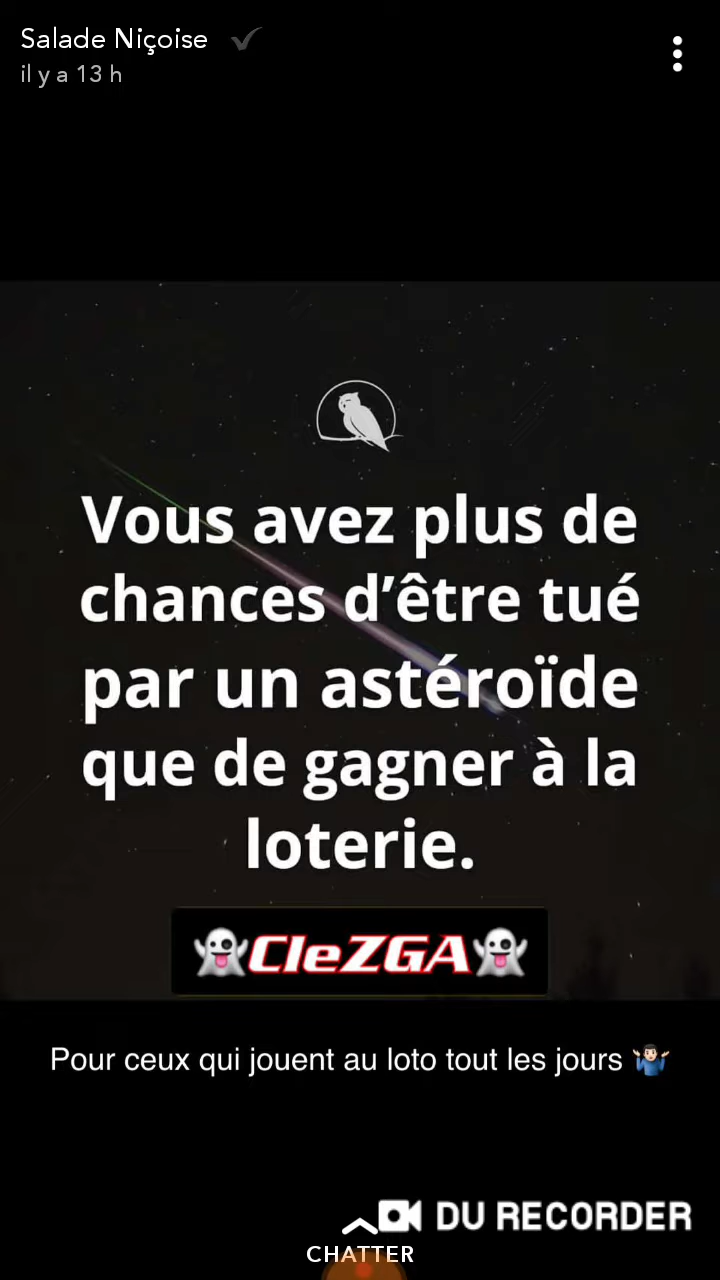 Salade Niçoise
il y a 13 h
Vous avez plus de
chances d’être tué
par un astéroïde
que de gagner à la
loterie.
👻CleZGA👻
Pour ceux qui jouent au loto tout les jours 🤷🏻‍♂️
DU RECORDER
CHATTER